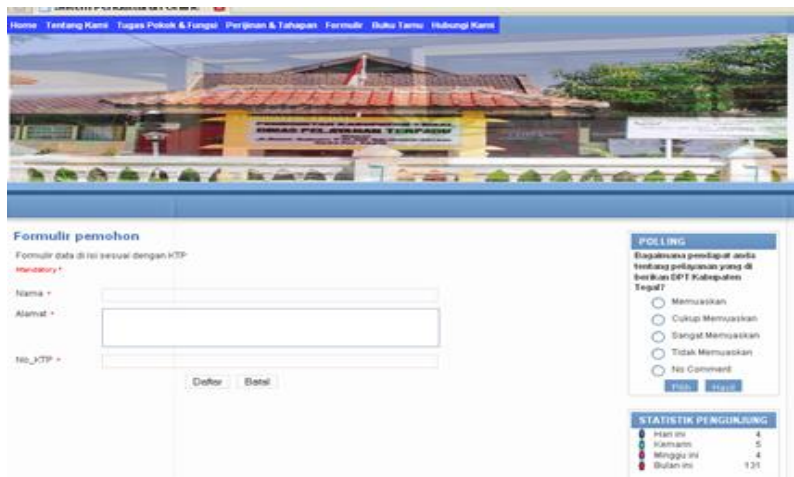 Home Tentang Kami Tugas Pokok & Fungsi Perijinan & Tahapan Formulir Buku Tamu Hubungi Kami
DINAS PELAYANAN TERPADU
Formulir pemohon
Formulir data di isi sesuai dengan KTP
Mandatory *
Nama *
Alamat *
No_KTP *
Daftar Batal
POLLING
Bagaimana pendapat anda
tentang pelayanan yang di
berikan DPT Kabupaten
Tegal?
Memuaskan
Cukup Memuaskan
Sangat Memuaskan
Tidak Memuaskan
No Comment
Pilih Hasil
STATISTIK PENGUNJUNG
Hari ini 4
Kemarin 5
Minggu ini 4
Bulan ini 131